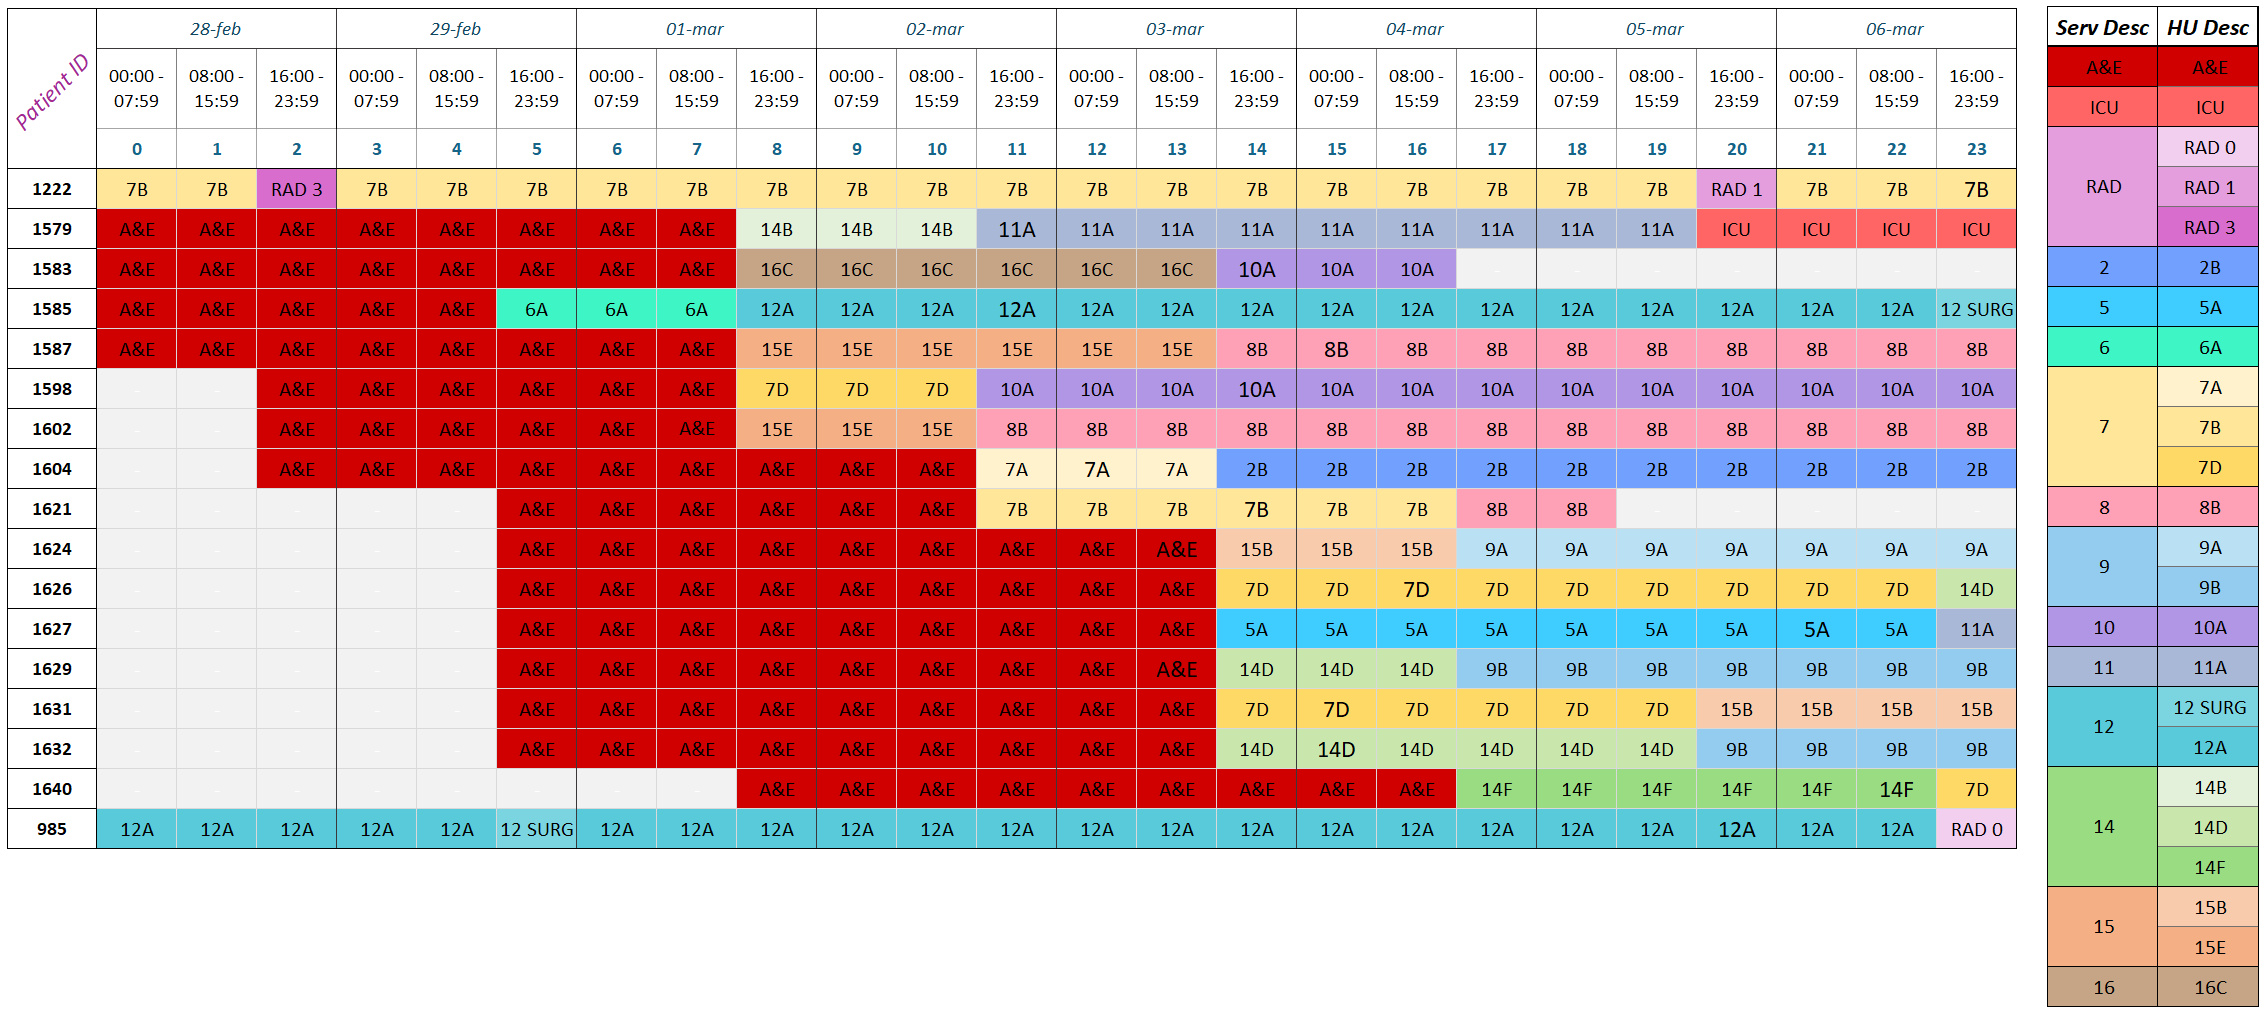 28-feb 29-feb 01-mar 02-mar 03-mar 04-mar 05-mar 06-mar
Patient ID
00:00 - 08:00 - 16:00 - 00:00 - 08:00 - 16:00 - 00:00 - 08:00 - 16:00 - 00:00 - 08:00 - 16:00 - 00:00 - 08:00 - 16:00 - 00:00 - 08:00 - 16:00 - 00:00 - 08:00 - 16:00 - 00:00 - 08:00 - 16:00 -
07:59 15:59 23:59 07:59 15:59 23:59 07:59 15:59 23:59 07:59 15:59 23:59 07:59 15:59 23:59 07:59 15:59 23:59 07:59 15:59 23:59 07:59 15:59 23:59
0 1 2 3 4 5 6 7 8 9 10 11 12 13 14 15 16 17 18 19 20 21 22 23
1222 7B 7B RAD 3 7B 7B 7B 7B 7B 7B 7B 7B 7B 7B 7B 7B 7B 7B 7B 7B 7B RAD 1 7B 7B 7B
1579 A&E A&E A&E A&E A&E A&E A&E A&E 14B 14B 14B 11A 11A 11A 11A 11A 11A 11A 11A 11A ICU ICU ICU ICU
1583 A&E A&E A&E A&E A&E A&E A&E A&E 16C 16C 16C 16C 16C 16C 10A 10A 10A - - - - - - -
1585 A&E A&E A&E A&E A&E 6A 6A 6A 12A 12A 12A 12A 12A 12A 12A 12A 12A 12A 12A 12A 12A 12A 12A 12 SURG
1587 A&E A&E A&E A&E A&E A&E A&E A&E 15E 15E 15E 15E 15E 15E 8B 8B 8B 8B 8B 8B 8B 8B 8B 8B
1598 - - A&E A&E A&E A&E A&E A&E 7D 7D 7D 10A 10A 10A 10A 10A 10A 10A 10A 10A 10A 10A 10A 10A
1602 - - A&E A&E A&E A&E A&E A&E 15E 15E 15E 8B 8B 8B 8B 8B 8B 8B 8B 8B 8B 8B 8B 8B
1604 - - A&E A&E A&E A&E A&E A&E A&E A&E A&E 7A 7A 7A 2B 2B 2B 2B 2B 2B 2B 2B 2B 2B
1621 - - - - - A&E A&E A&E A&E A&E A&E 7B 7B 7B 7B 7B 7B 8B 8B - - - - -
1624 - - - - - A&E A&E A&E A&E A&E A&E A&E A&E A&E 15B 15B 15B 9A 9A 9A 9A 9A 9A 9A
1626 - - - - - A&E A&E A&E A&E A&E A&E A&E A&E A&E 7D 7D 7D 7D 7D 7D 7D 7D 7D 14D
1627 - - - - - A&E A&E A&E A&E A&E A&E A&E A&E A&E 5A 5A 5A 5A 5A 5A 5A 5A 5A 11A
1629 - - - - - A&E A&E A&E A&E A&E A&E A&E A&E A&E 14D 14D 14D 9B 9B 9B 9B 9B 9B 9B
1631 - - - - - A&E A&E A&E A&E A&E A&E A&E A&E A&E 7D 7D 7D 7D 7D 7D 15B 15B 15B 15B
1632 - - - - - A&E A&E A&E A&E A&E A&E A&E A&E A&E 14D 14D 14D 14D 14D 14D 9B 9B 9B 9B
1640 - - - - - - - - A&E A&E A&E A&E A&E A&E A&E A&E A&E 14F 14F 14F 14F 14F 14F 7D
985 12A 12A 12A 12A 12A 12 SURG 12A 12A 12A 12A 12A 12A 12A 12A 12A 12A 12A 12A 12A 12A 12A 12A 12A RAD 0
Serv Desc HU Desc
A&E A&E
ICU ICU
RAD 0
RAD RAD 1
RAD 3
2 2B
5 5A
6 6A
7A
7 7B
7D
8 8B
9 9A
9B
10 10A
11 11A
12 12 SURG
12A
14B
14 14D
14F
15 15B
15E
16 16C